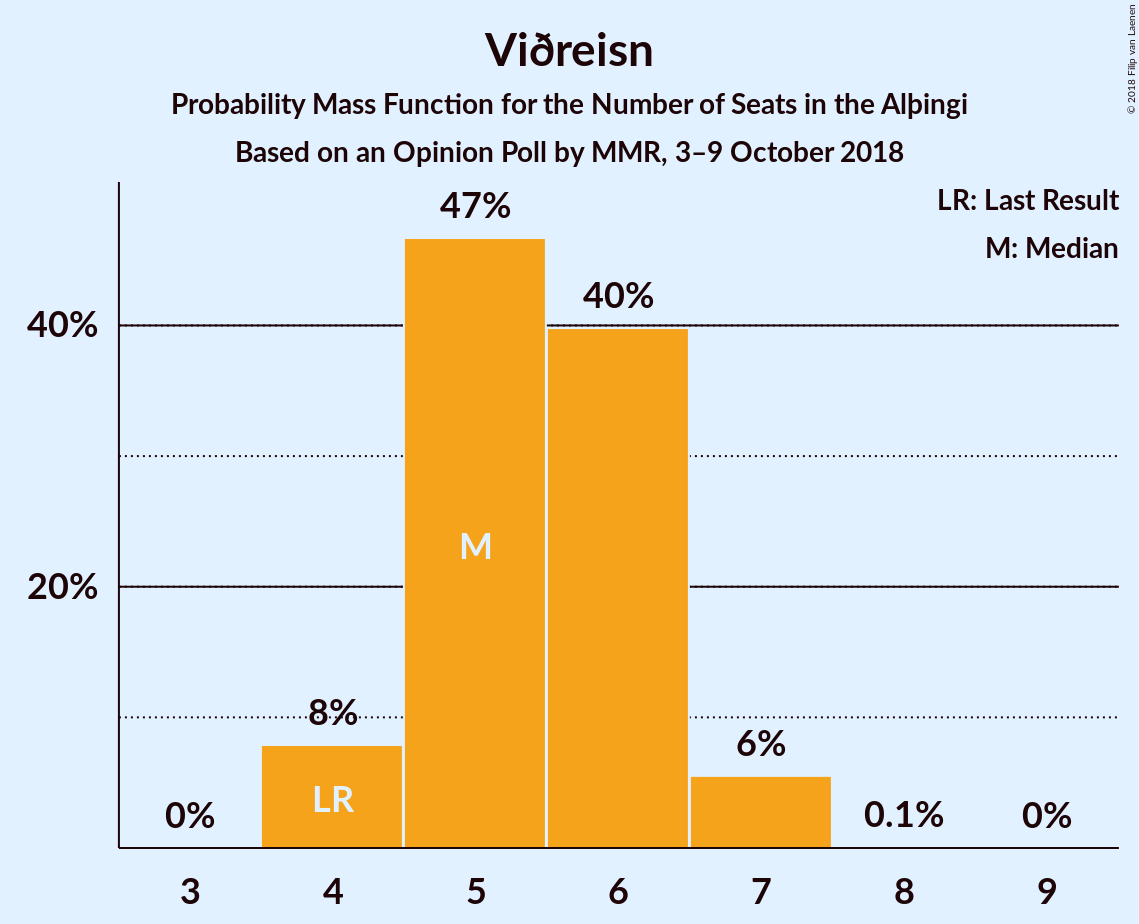 Viðreisn
Probability Mass Function for the Number of Seats in the Alþingi
Based on an Opinion Poll by MMR, 3–9 October 2018
© 2018 Filip van Laenen
LR: Last Result
M: Median
40%
20%
0%
8%
47%
40%
6%
0.1%
0%
LR
M
3 4 5 6 7 8 9